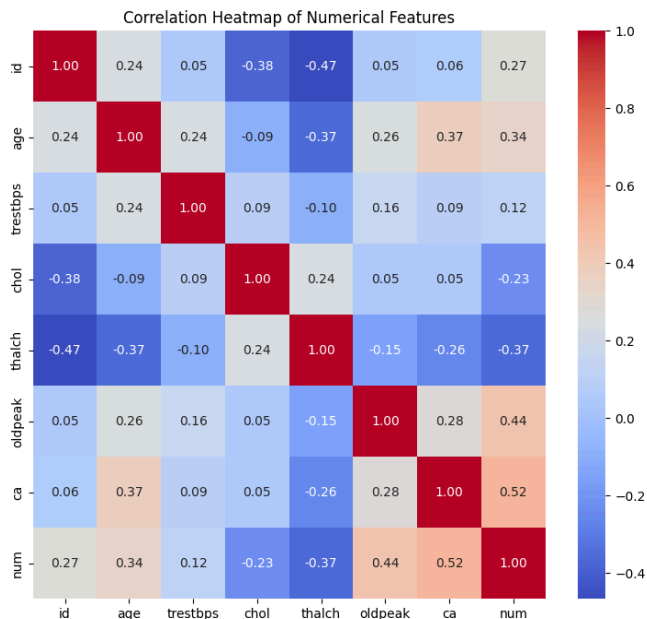 Correlation Heatmap of Numerical Features
id 1.00 0.24 0.05 -0.38 -0.47 0.05 0.06 0.27
age 0.24 1.00 0.24 -0.09 -0.37 0.26 0.37 0.34
trestbps 0.05 0.24 1.00 0.09 -0.10 0.16 0.09 0.12
chol -0.38 -0.09 0.09 1.00 0.24 0.05 0.05 -0.23
thalch -0.47 -0.37 -0.10 0.24 1.00 -0.15 -0.26 -0.37
oldpeak 0.05 0.26 0.16 0.05 -0.15 1.00 0.28 0.44
ca 0.06 0.37 0.09 0.05 -0.26 0.28 1.00 0.52
num 0.27 0.34 0.12 -0.23 -0.37 0.44 0.52 1.00
id age trestbps chol thalch oldpeak ca num
1.0
0.8
0.6
0.4
0.2
0.0
−0.2
−0.4